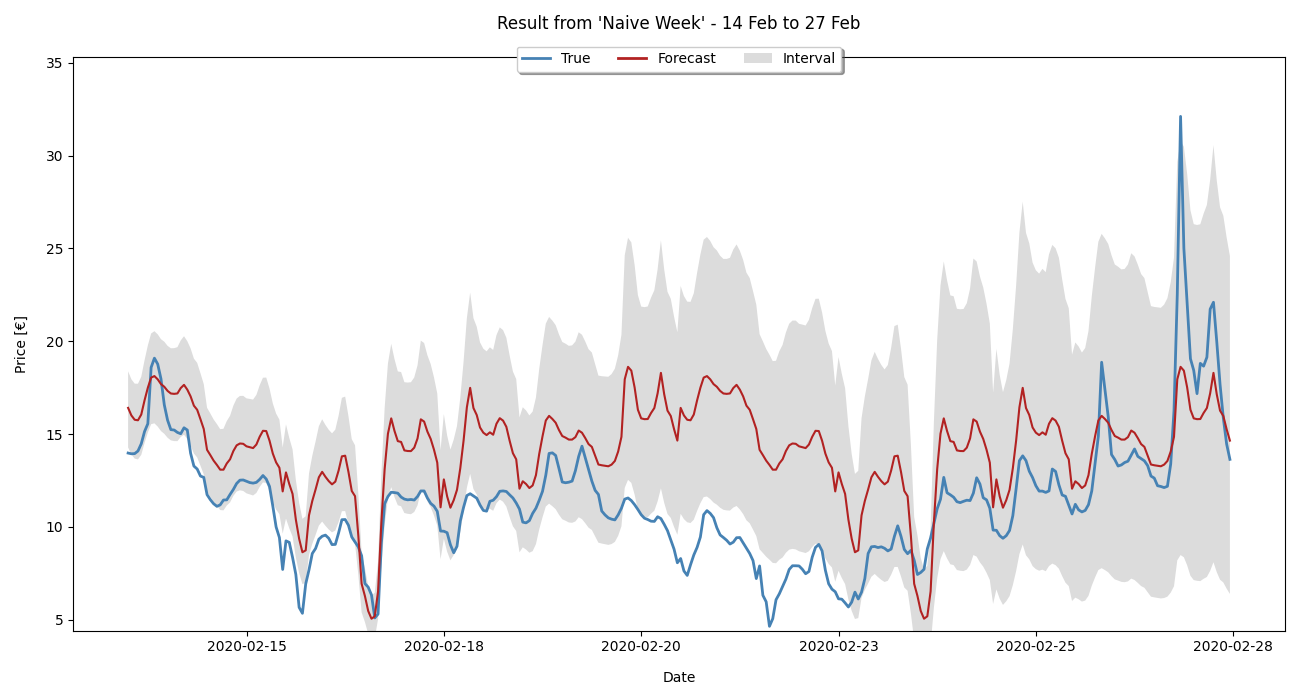 Result from 'Naive Week' - 14 Feb to 27 Feb
True Forecast Interval
35
30
25
20
15
10
5
Price [€]
2020-02-15 2020-02-18 2020-02-20 2020-02-23 2020-02-25 2020-02-28
Date